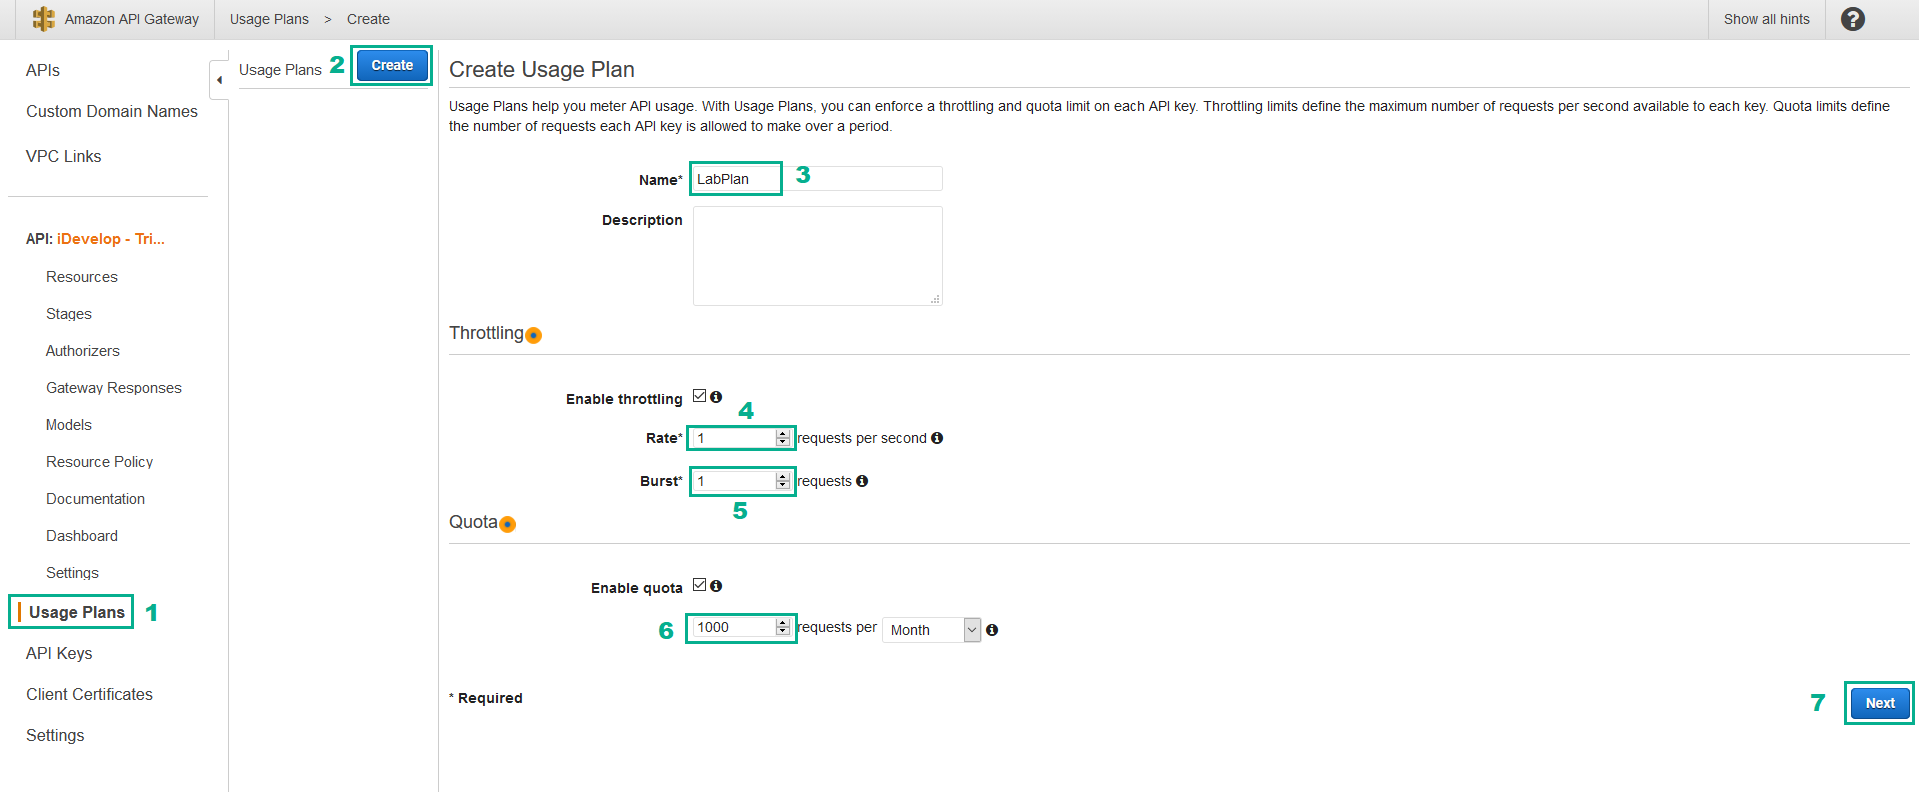 Amazon API Gateway
Usage Plans > Create
Show all hints
?
APIs
Custom Domain Names
VPC Links
API: iDevelop - Tri...
Resources
Stages
Authorizers
Gateway Responses
Models
Resource Policy
Documentation
Dashboard
Settings
Usage Plans 1
API Keys
Client Certificates
Settings
Usage Plans 2 Create
Create Usage Plan
Usage Plans help you meter API usage. With Usage Plans, you can enforce a throttling and quota limit on each API key. Throttling limits define the maximum number of requests per second available to each key. Quota limits define
the number of requests each API key is allowed to make over a period.
Name* LabPlan 3
Description
Throttling
Enable throttling
4
Rate* 1 requests per second
Burst* 1 requests
5
Quota
Enable quota
6 1000 requests per Month
* Required
7 Next